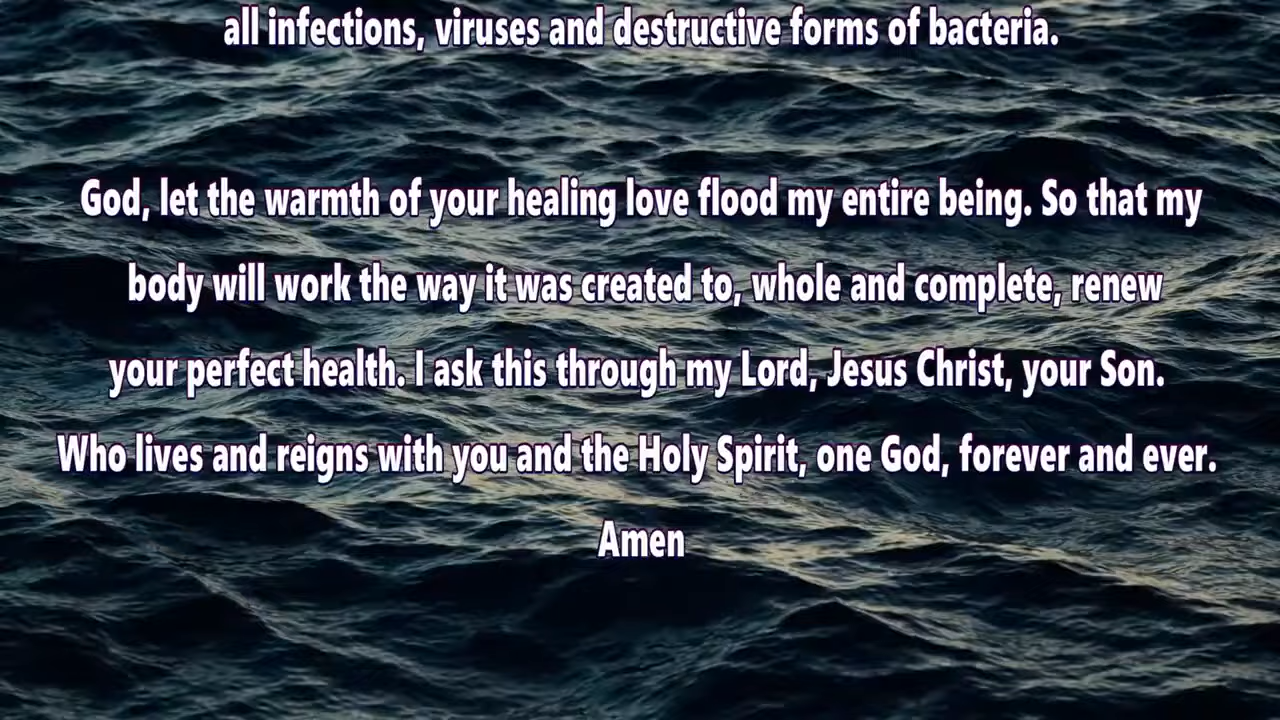 all infections, viruses and destructive forms of bacteria.
God, let the warmth of your healing love flood my entire being. So that my
body will work the way it was created to, whole and complete, renew
your perfect health. I ask this through my Lord, Jesus Christ, your Son.
Who lives and reigns with you and the Holy Spirit, one God, forever and ever.
Amen